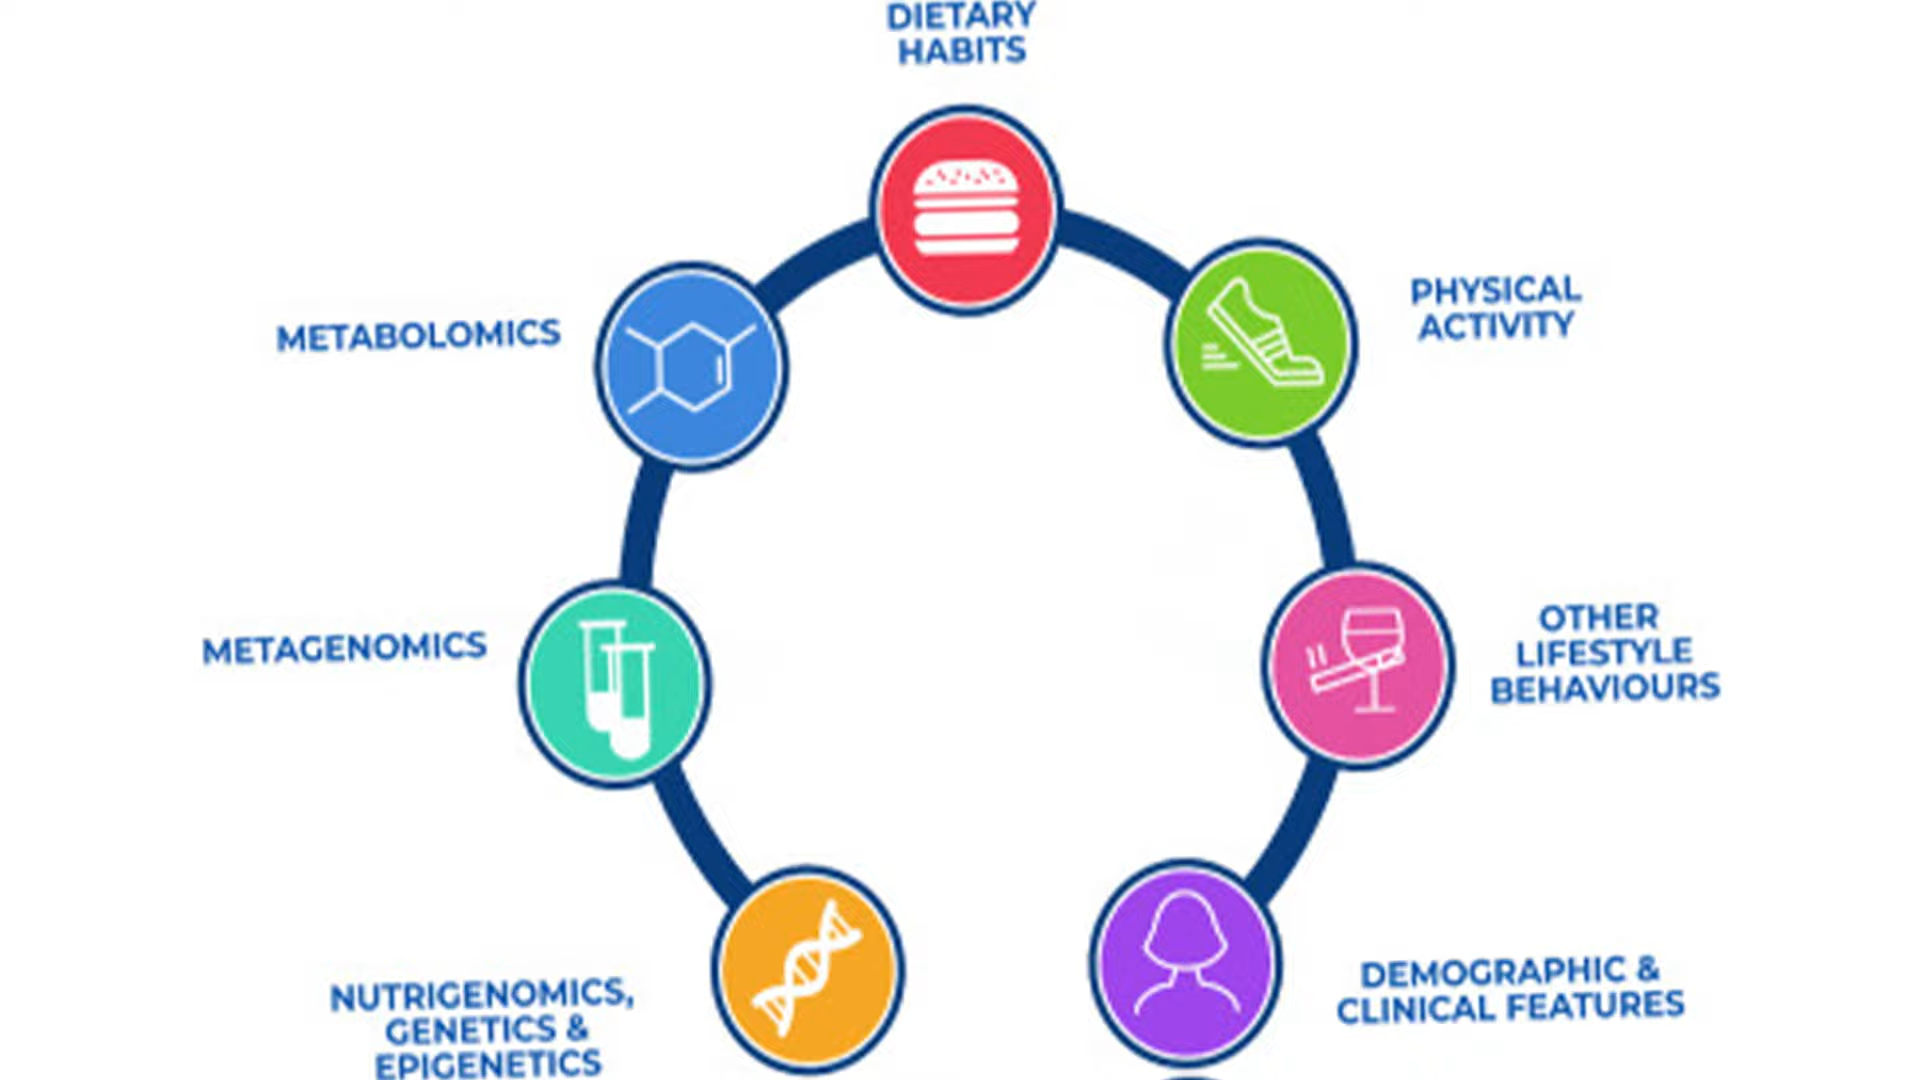 DIETARY
HABITS
PHYSICAL
ACTIVITY
METABOLOMICS
OTHER
LIFESTYLE
BEHAVIOURS
METAGENOMICS
DEMOGRAPHIC &
CLINICAL FEATURES
NUTRIGENOMICS,
GENETICS &
EPIGENETICS